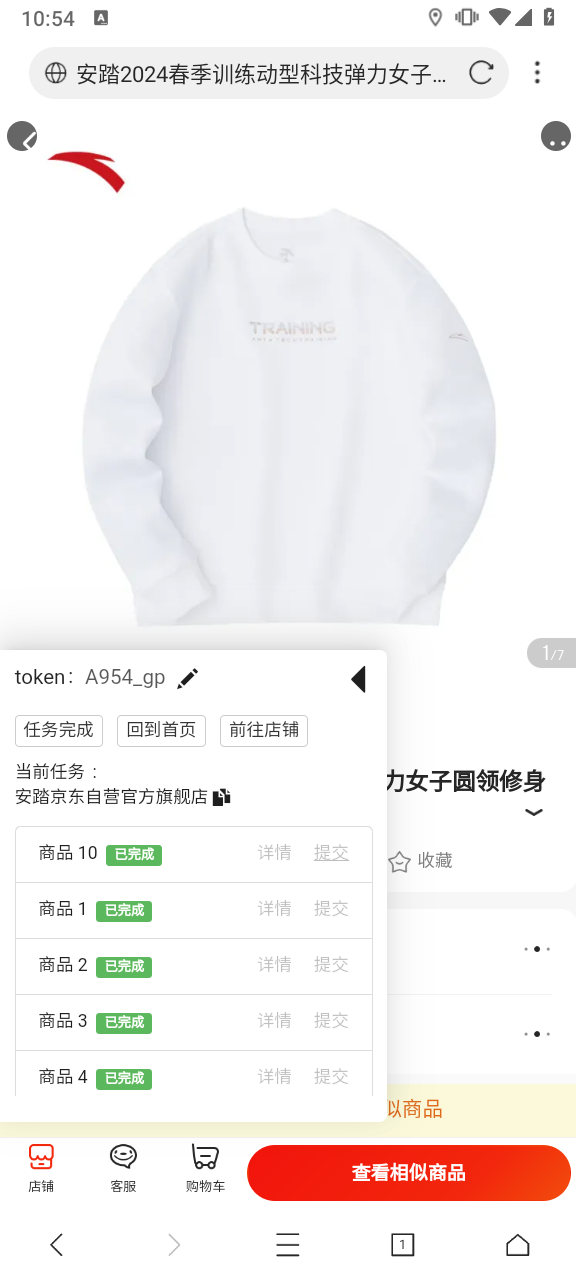 10:54
A
安踏2024春季训练动型科技弹力女子...
TRAINING
1/7
token： A954_gp
任务完成 回到首页 前往店铺
当前任务：
安踏京东自营官方旗舰店
力女子圆领修身
商品 10 已完成 详情 提交
收藏
商品 1 已完成 详情 提交
商品 2 已完成 详情 提交
商品 3 已完成 详情 提交
商品 4 已完成 详情 提交
似商品
店铺 客服 购物车 查看相似商品
1